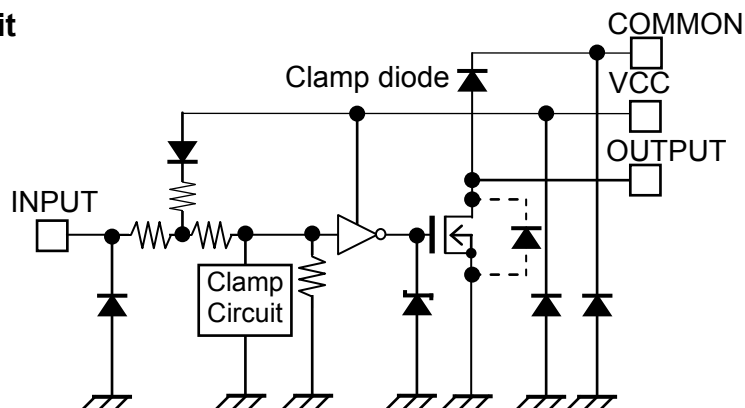 it
COMMON
Clamp diode
VCC
OUTPUT
INPUT
Clamp
Circuit